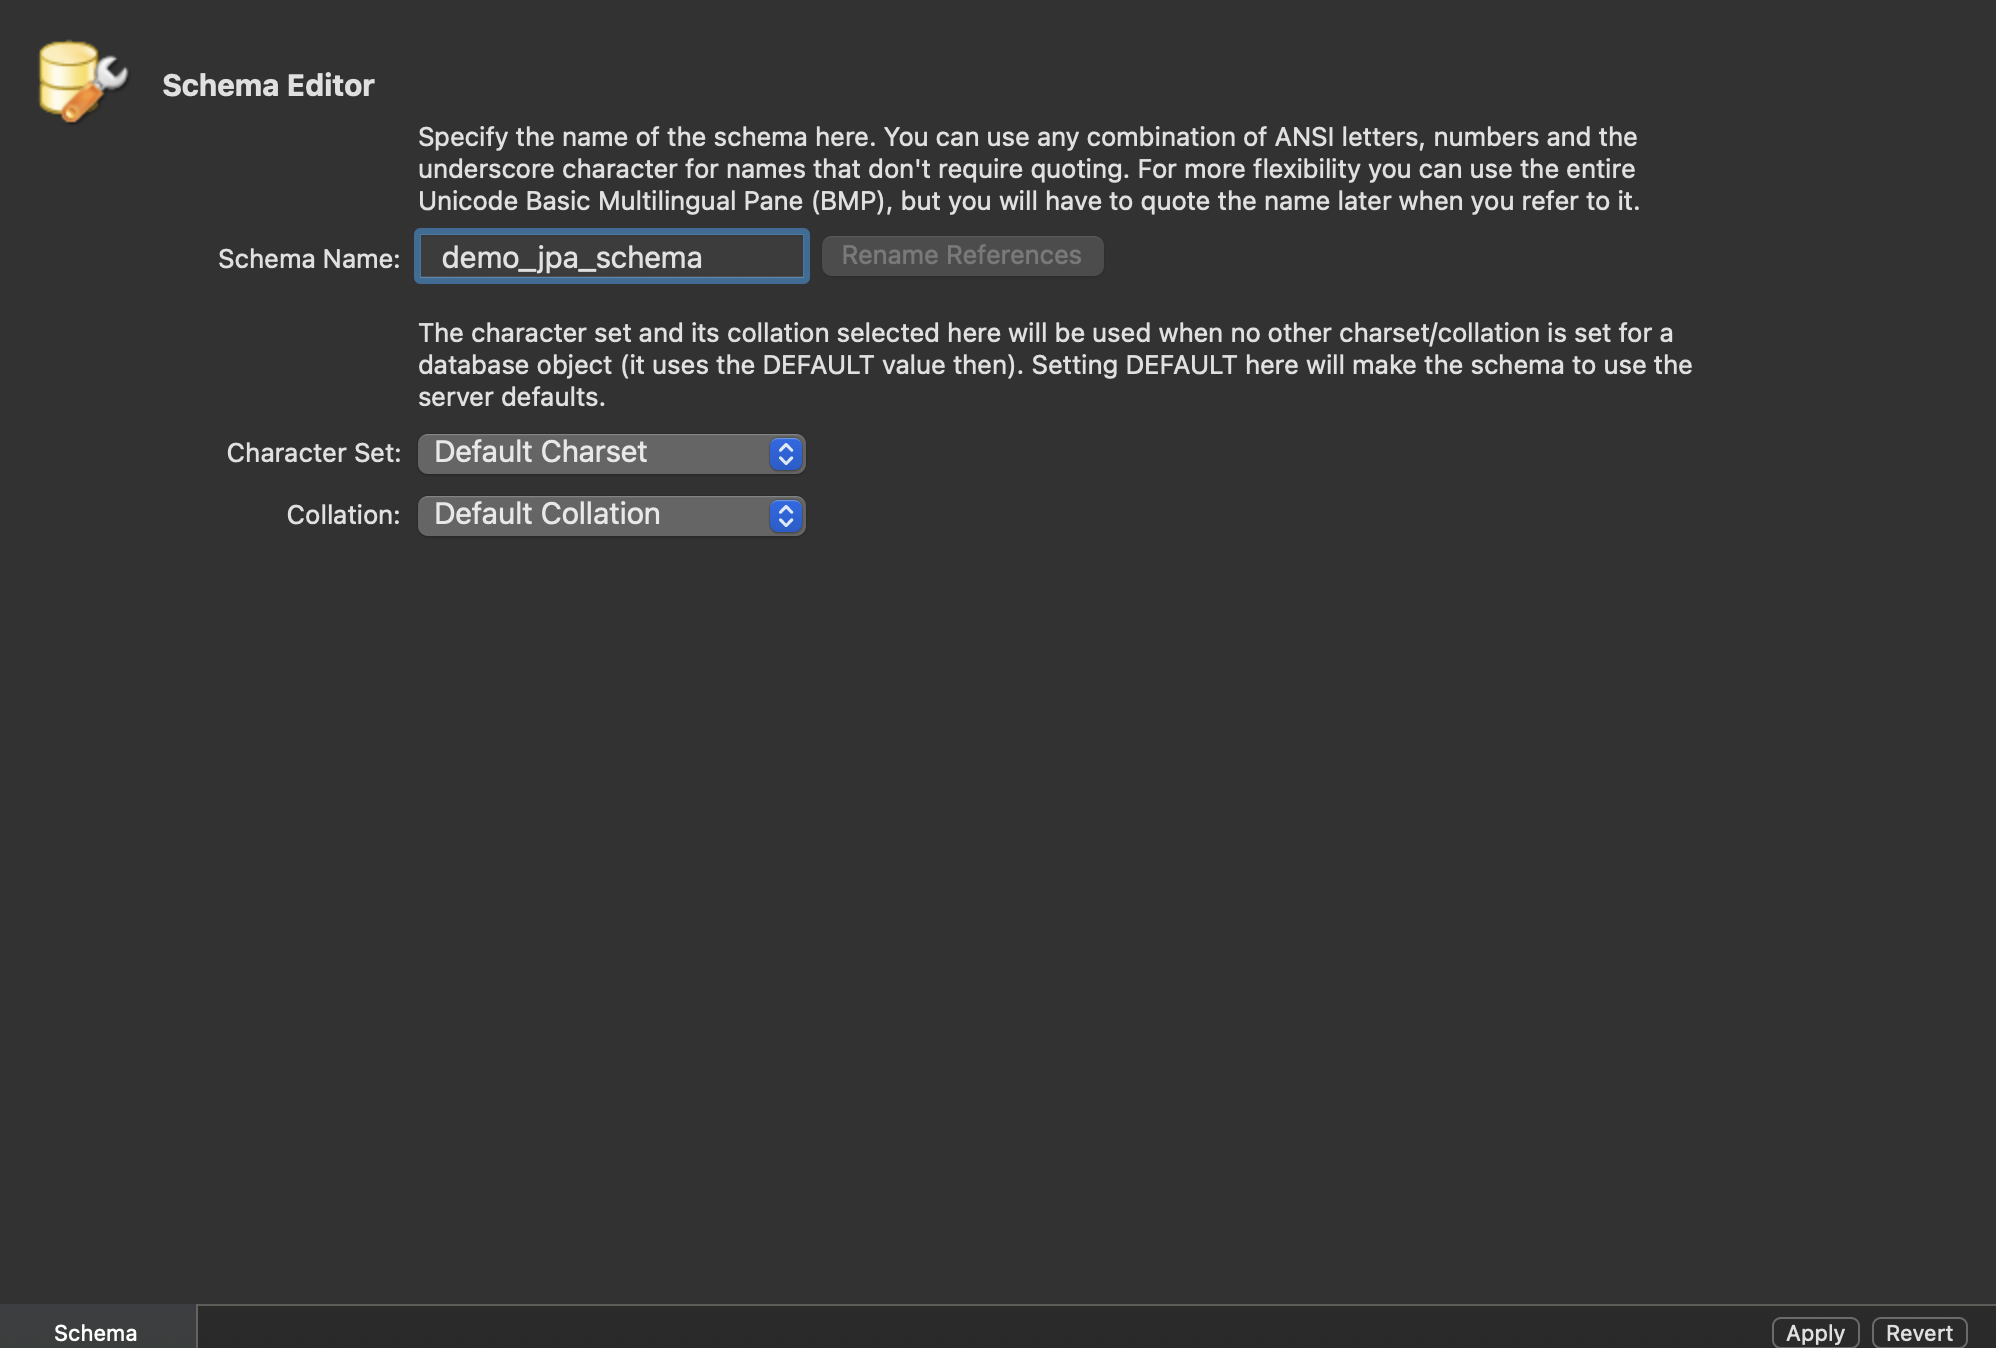 Schema Editor
Specify the name of the schema here. You can use any combination of ANSI letters, numbers and the
underscore character for names that don't require quoting. For more flexibility you can use the entire
Unicode Basic Multilingual Pane (BMP), but you will have to quote the name later when you refer to it.
Schema Name: demo_jpa_schema Rename References
The character set and its collation selected here will be used when no other charset/collation is set for a
database object (it uses the DEFAULT value then). Setting DEFAULT here will make the schema to use the
server defaults.
Character Set: Default Charset
Collation: Default Collation
Schema Apply Revert